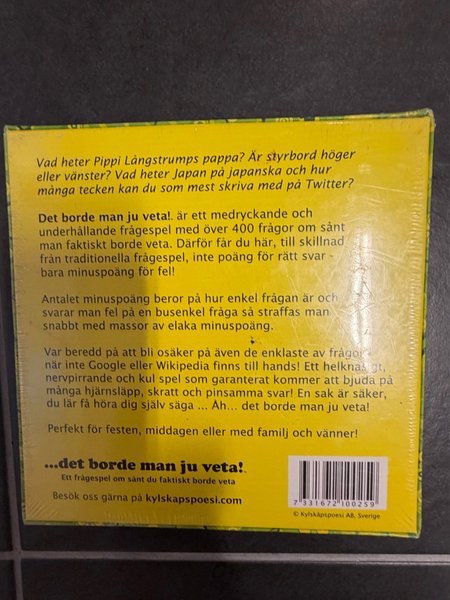 Vad heter Pippi Långstrumps pappa? Är styrbord höger
eller vänster? Vad heter Japan på japanska och hur
många tecken kan du som mest skriva med på Twitter?
Det borde man ju veta!. är ett medryckande och
underhållande frågespel med över 400 frågor om sånt
man faktiskt borde veta. Därför får du här, till skillnad
från traditionella frågespel, inte poäng för rätt svar -
bara minuspoäng för fel!
Antalet minuspoäng beror på hur enkel frågan är och
svarar man fel på en busenkel fråga så straffas man
snabbt med massor av elaka minuspoäng.
Var beredd på att bli osäker på även de enklaste av frågor
när inte Google eller Wikipedia finns till hands! Ett helknäppt,
nervpirrande och kul spel som garanterat kommer att bjuda på
många hjärnsläpp, skratt och pinsamma svar! En sak är säker,
du lär få höra dig själv säga ... Åh... det borde man ju veta!
Perfekt för festen, middagen eller med familj och vänner!
...det borde man ju veta!
Ett frågespel om sånt du faktiskt borde veta
Besök oss gärna på kylskapspoesi.com
7 331672 100259
© Kylskåpspoesi AB, Sverige